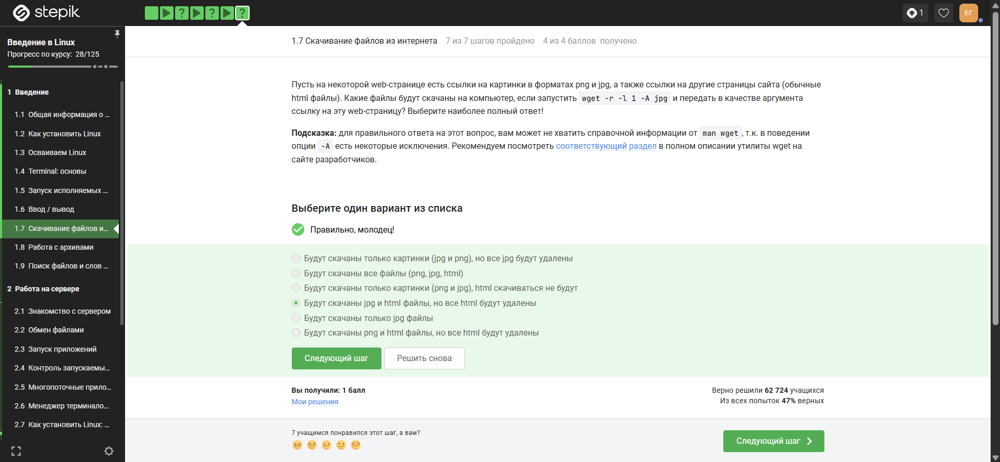 stepik
? ? ?
1
ЕГ
Введение в Linux
Прогресс по курсу: 28/125
1 Введение
1.1 Общая информация о ...
1.2 Как установить Linux
1.3 Осваиваем Linux
1.4 Terminal: основы
1.5 Запуск исполняемых ...
1.6 Ввод / вывод
1.7 Скачивание файлов и...
1.8 Работа с архивами
1.9 Поиск файлов и слов ...
2 Работа на сервере
2.1 Знакомство с сервером
2.2 Обмен файлами
2.3 Запуск приложений
2.4 Контроль запускаемы...
2.5 Многопоточные прило...
2.6 Менеджер терминало...
2.7 Как установить Linux: ...
1.7 Скачивание файлов из интернета 7 из 7 шагов пройдено 4 из 4 баллов получено
Пусть на некоторой web-странице есть ссылки на картинки в форматах png и jpg, а также ссылки на другие страницы сайта (обычные
html файлы). Какие файлы будут скачаны на компьютер, если запустить wget -r -l 1 -A jpg и передать в качестве аргумента
ссылку на эту web-страницу? Выберите наиболее полный ответ!
Подсказка: для правильного ответа на этот вопрос, вам может не хватить справочной информации от man wget, т.к. в поведении
опции -A есть некоторые исключения. Рекомендуем посмотреть соответствующий раздел в полном описании утилиты wget на
сайте разработчиков.
Выберите один вариант из списка
Правильно, молодец!
Будут скачаны только картинки (jpg и png), но все jpg будут удалены
Будут скачаны все файлы (png, jpg, html)
Будут скачаны только картинки (png и jpg), html скачиваться не будут
Будут скачаны jpg и html файлы, но все html будут удалены
Будут скачаны только jpg файлы
Будут скачаны png и html файлы, но все html будут удалены
Следующий шаг Решить снова
Вы получили: 1 балл
Мои решения
Верно решили 62 724 учащихся
Из всех попыток 47% верных
7 учащимся понравился этот шаг, а вам?
Следующий шаг